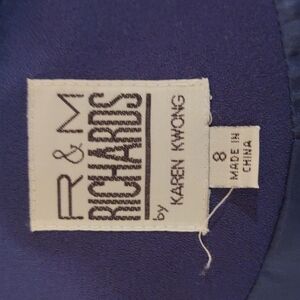 R & M
RICHARDS
by
KAREN KWONG
8
MADE IN
CHINA